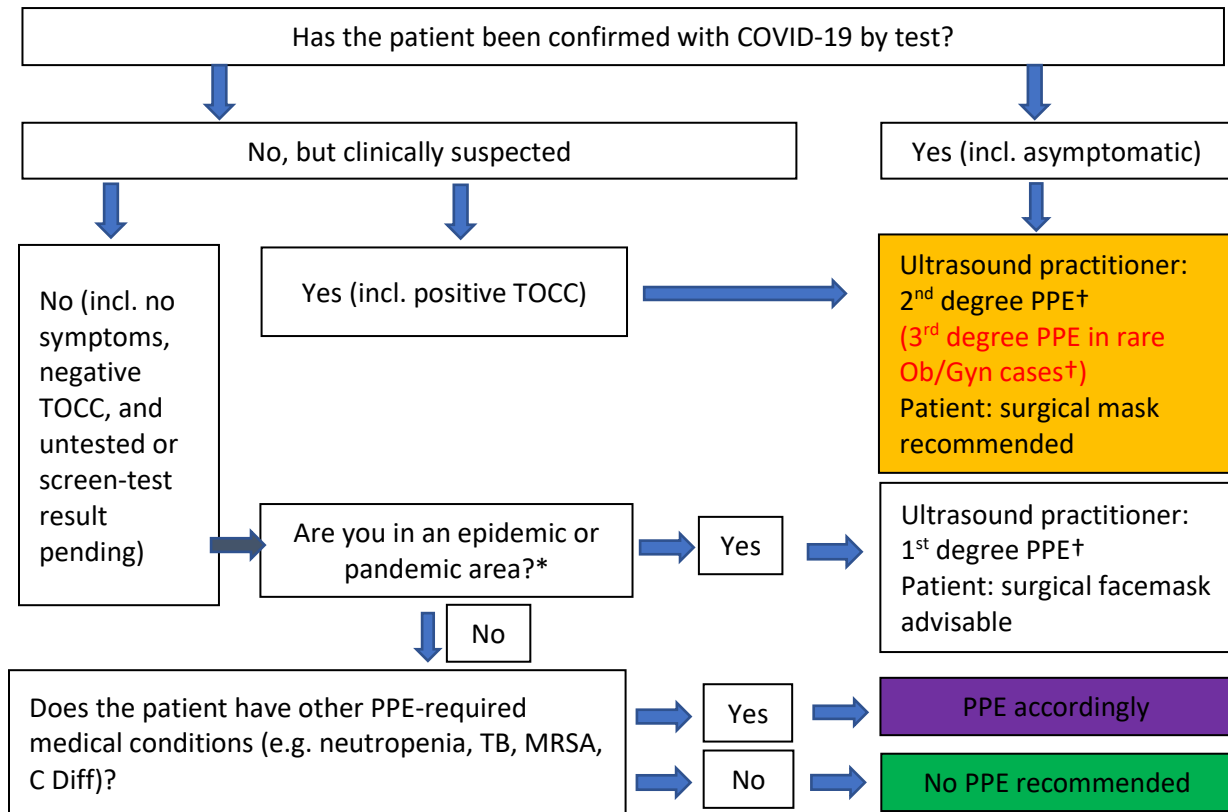 Has the patient been confirmed with COVID-19 by test?
No, but clinically suspected
Yes (incl. asymptomatic)
No (incl. no
symptoms,
negative
TOCC, and
untested or
screen-test
result
pending)
Yes (incl. positive TOCC)
Ultrasound practitioner:
2nd degree PPE†
(3rd degree PPE in rare
Ob/Gyn cases†)
Patient: surgical mask
recommended
Are you in an epidemic or
pandemic area?*
Yes
Ultrasound practitioner:
1st degree PPE†
Patient: surgical facemask
advisable
No
Does the patient have other PPE-required
medical conditions (e.g. neutropenia, TB, MRSA,
C Diff)?
Yes
PPE accordingly
No
No PPE recommended